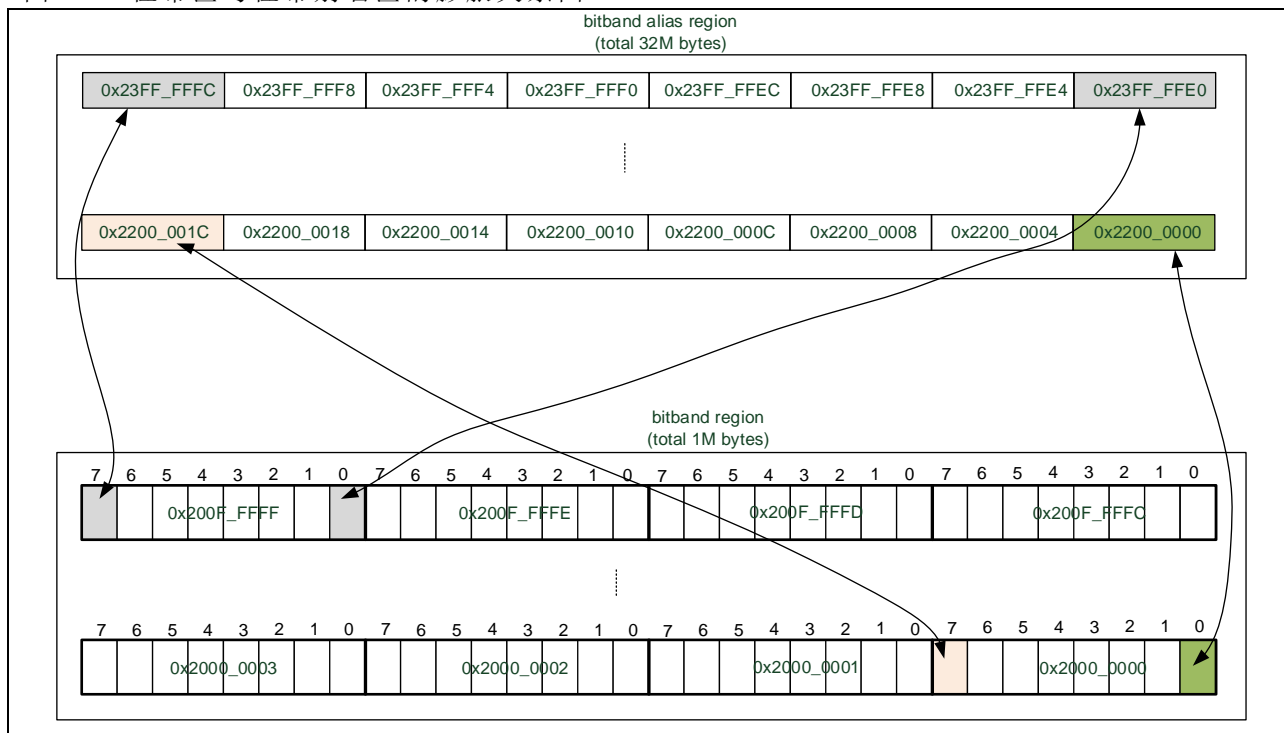 bitband alias region
(total 32M bytes)
0x23FF_FFFC 0x23FF_FFF8 0x23FF_FFF4 0x23FF_FFF0 0x23FF_FFEC 0x23FF_FFE8 0x23FF_FFE4 0x23FF_FFE0
0x2200_001C 0x2200_0018 0x2200_0014 0x2200_0010 0x2200_000C 0x2200_0008 0x2200_0004 0x2200_0000
bitband region
(total 1M bytes)
7 6 5 4 3 2 1 0 7 6 5 4 3 2 1 0 7 6 5 4 3 2 1 0 7 6 5 4 3 2 1 0
0x200F_FFFF 0x200F_FFFE 0x200F_FFFD 0x200F_FFFC
7 6 5 4 3 2 1 0 7 6 5 4 3 2 1 0 7 6 5 4 3 2 1 0 7 6 5 4 3 2 1 0
0x2000_0003 0x2000_0002 0x2000_0001 0x2000_0000